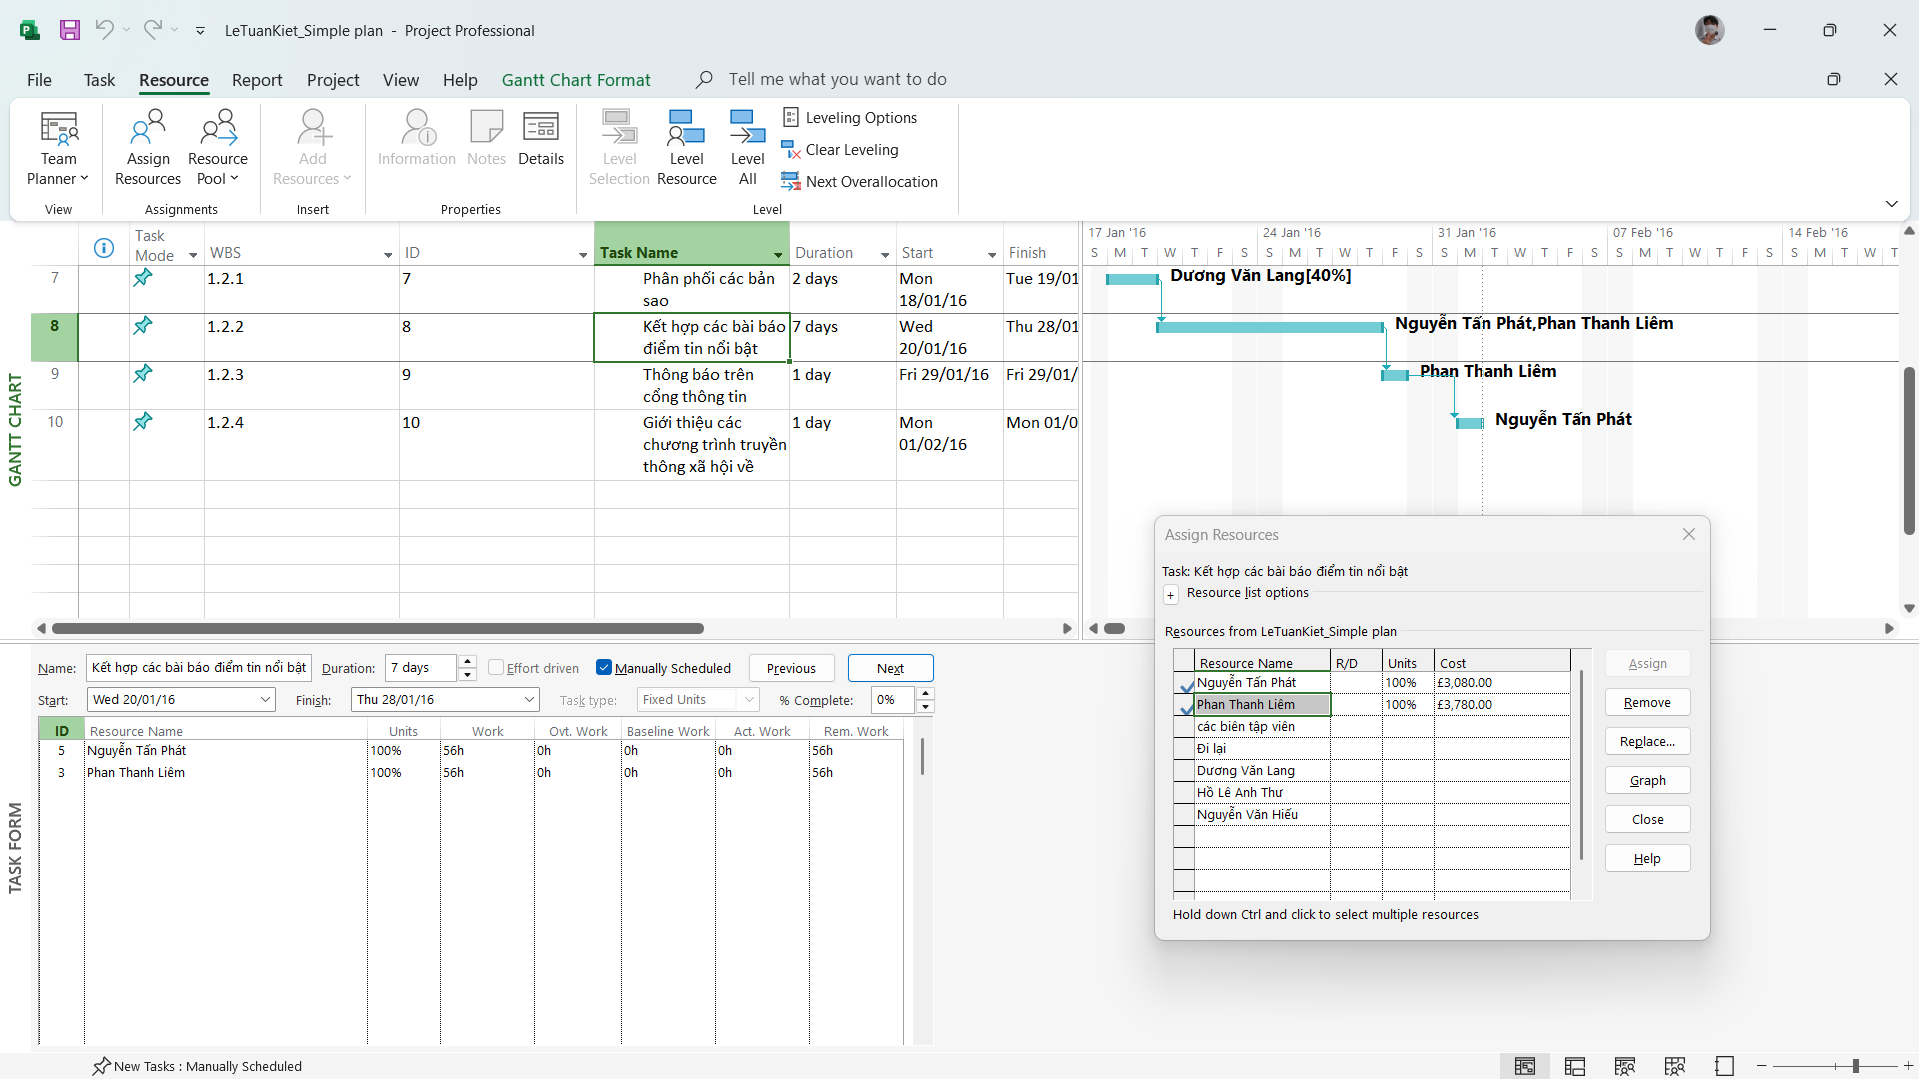 LeTuanKiet_Simple plan - Project Professional
File Task Resource Report Project View Help Gantt Chart Format Tell me what you want to do
Team Planner
Assign Resources
Resource Pool
Add Resources
Information
Notes
Details
Level Selection
Level Resource
Level All
Leveling Options
Clear Leveling
Next Overallocation
View
Assignments
Insert
Properties
Level
GANTT CHART
Task Mode WBS ID Task Name Duration Start Finish
7 1.2.1 7 Phân phối các bản sao 2 days Mon 18/01/16 Tue 19/01
8 1.2.2 8 Kết hợp các bài báo điểm tin nổi bật 7 days Wed 20/01/16 Thu 28/01
9 1.2.3 9 Thông báo trên cổng thông tin 1 day Fri 29/01/16 Fri 29/01/
10 1.2.4 10 Giới thiệu các chương trình truyền thông xã hội về 1 day Mon 01/02/16 Mon 01/0
17 Jan '16 24 Jan '16 31 Jan '16 07 Feb '16 14 Feb '16
S M T W T F S S M T W T F S S M T W T F S S M T W T F S S M T W T
Dương Văn Lang[40%]
Nguyễn Tấn Phát,Phan Thanh Liêm
Phan Thanh Liêm
Nguyễn Tấn Phát
TASK FORM
Name: Kết hợp các bài báo điểm tin nổi bật Duration: 7 days Effort driven Manually Scheduled Previous Next
Start: Wed 20/01/16 Finish: Thu 28/01/16 Task type: Fixed Units % Complete: 0%
ID Resource Name Units Work Ovt. Work Baseline Work Act. Work Rem. Work
5 Nguyễn Tấn Phát 100% 56h 0h 0h 0h 56h
3 Phan Thanh Liêm 100% 56h 0h 0h 0h 56h
Assign Resources
Task: Kết hợp các bài báo điểm tin nổi bật
+ Resource list options
Resources from LeTuanKiet_Simple plan
Resource Name R/D Units Cost
Nguyễn Tấn Phát 100% £3,080.00
Phan Thanh Liêm 100% £3,780.00
các biên tập viên
Đi lại
Dương Văn Lang
Hồ Lê Anh Thư
Nguyễn Văn Hiếu
Assign
Remove
Replace...
Graph
Close
Help
Hold down Ctrl and click to select multiple resources
New Tasks : Manually Scheduled